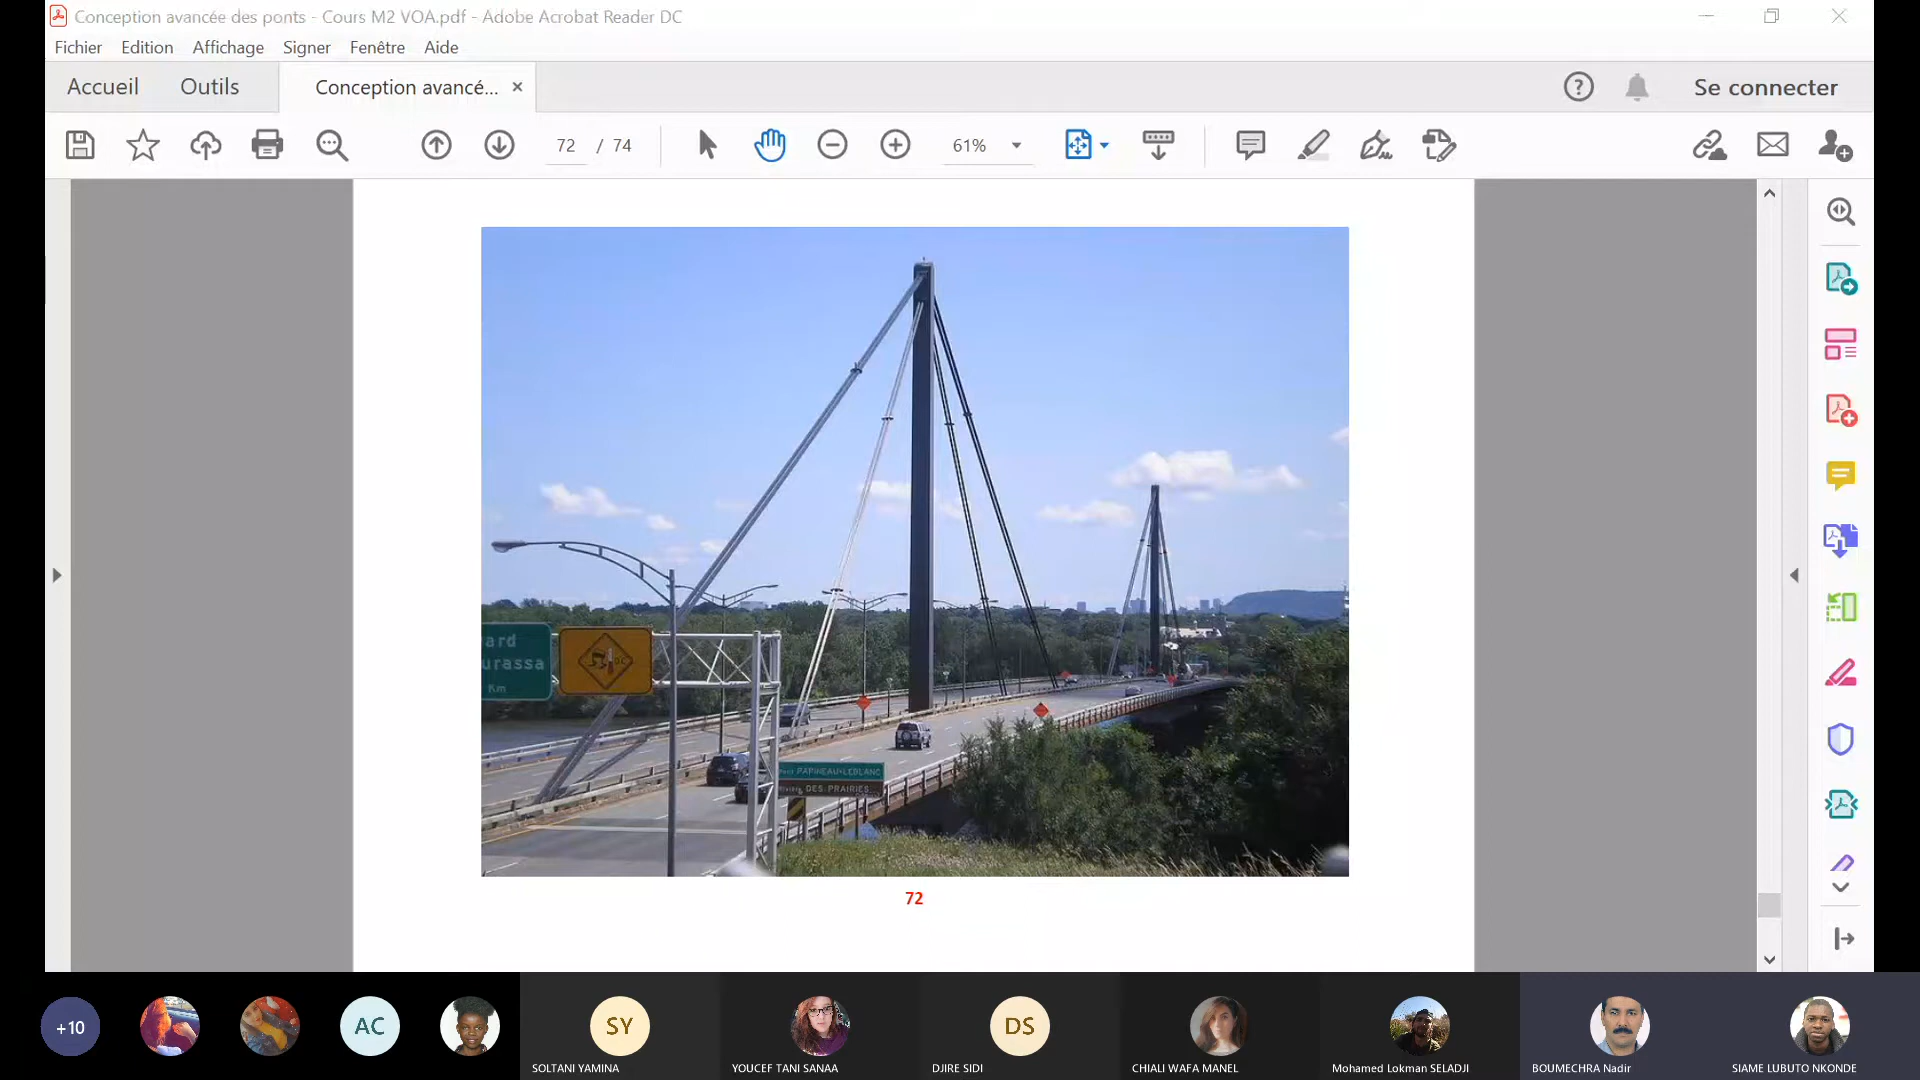 Conception avancée des ponts - Cours M2 VOA.pdf - Adobe Acrobat Reader DC
Fichier Edition Affichage Signer Fenêtre Aide
Accueil Outils Conception avancé... × Se connecter
72 / 74 61%
ard
urassa
Km
PAPINEAU-LEBLANC
DES PRAIRIES
72
+10 AC SY DS
SOLTANI YAMINA YOUCEF TANI SANAA DJIRE SIDI CHIALI WAFA MANEL Mohamed Lokman SELADJI BOUMECHRA Nadir SIAME LUBUTO NKONDE